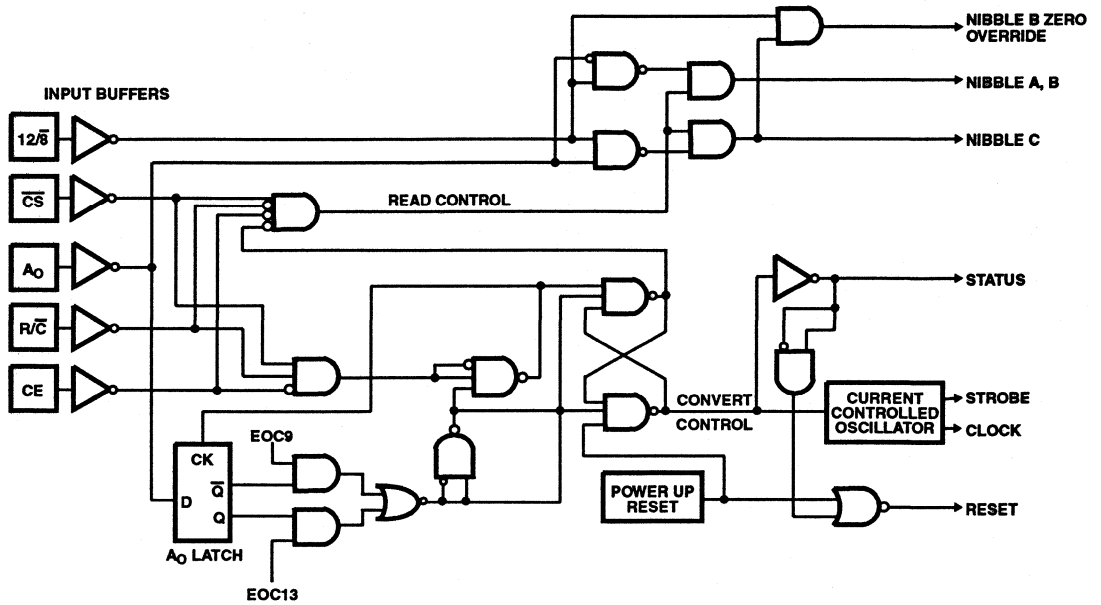 NIBBLE B ZERO
OVERRIDE
NIBBLE A, B
INPUT BUFFERS
12/8̅
NIBBLE C
C̅S̅
READ CONTROL
A₀
STATUS
R/C̅
CE
CONVERT
CONTROL
CURRENT
CONTROLLED
OSCILLATOR
STROBE
CLOCK
EOC9
CK
Q̅
D
Q
POWER UP
RESET
RESET
A₀ LATCH
EOC13